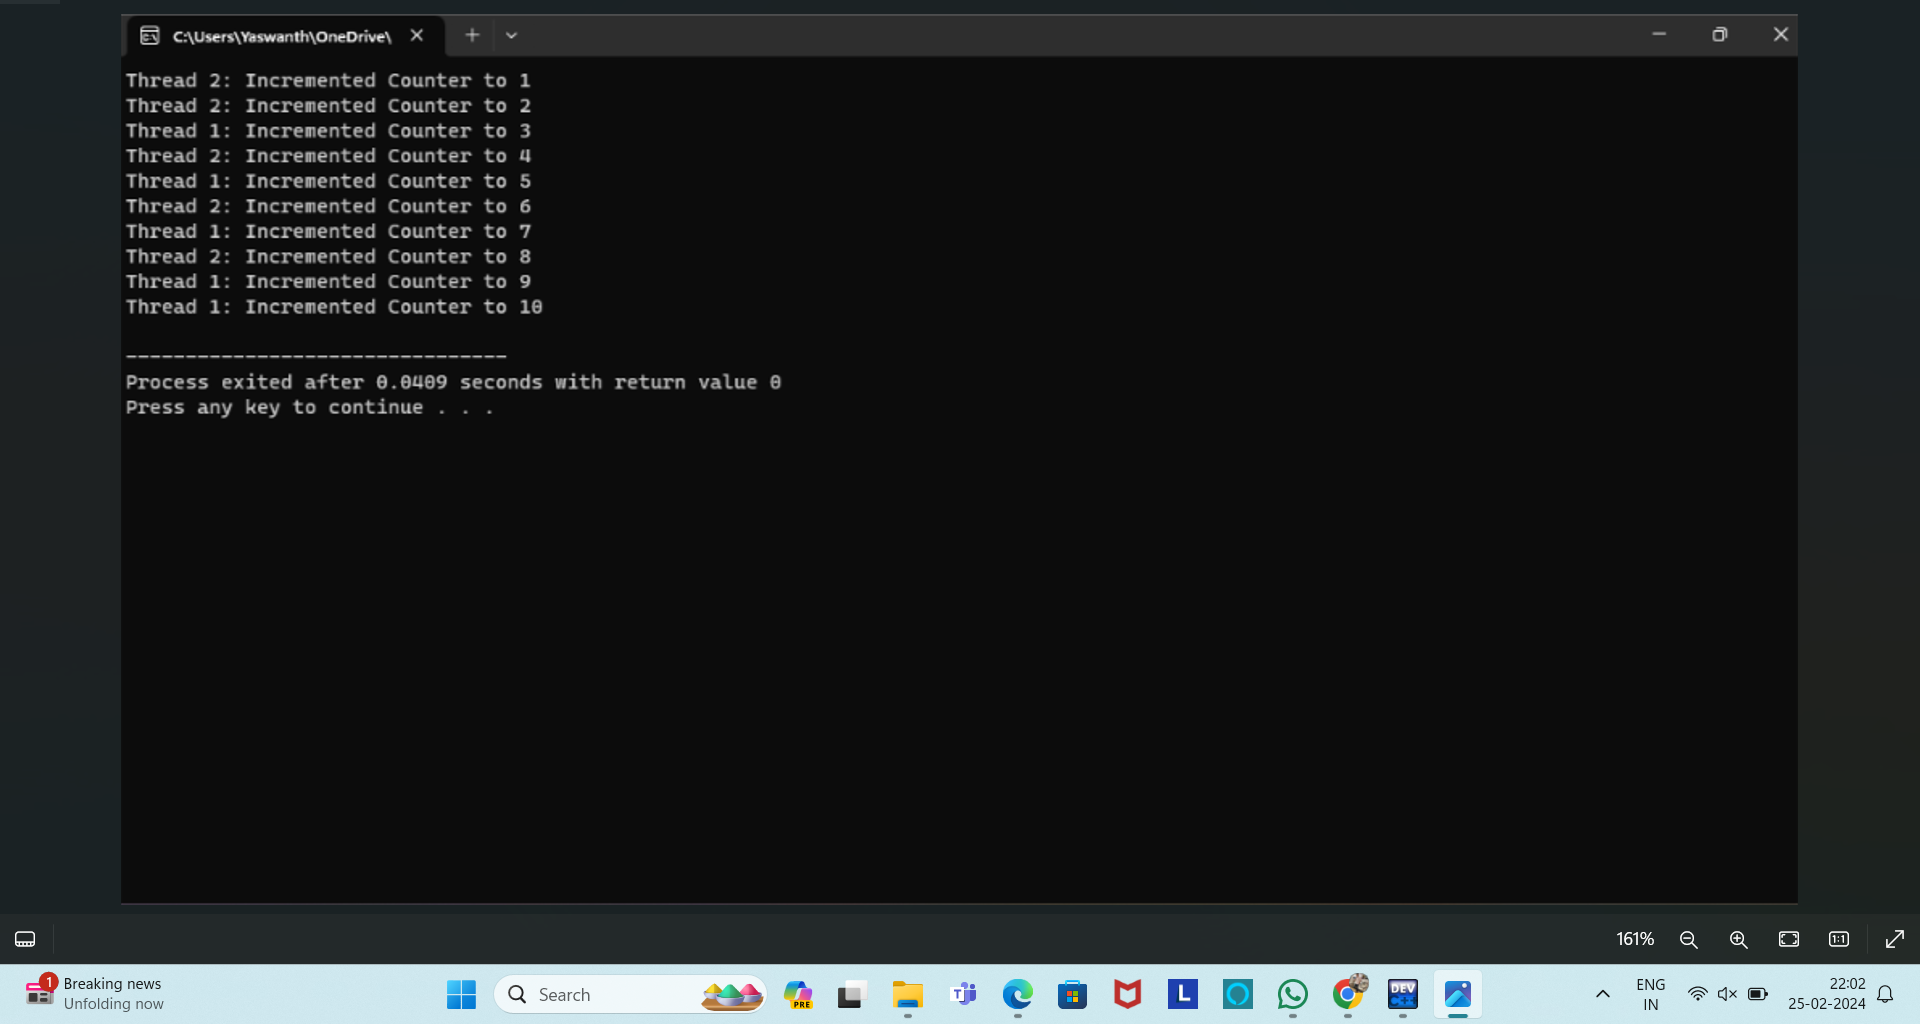 C:\Users\Yaswanth\OneDrive\
Thread 2: Incremented Counter to 1
Thread 2: Incremented Counter to 2
Thread 1: Incremented Counter to 3
Thread 2: Incremented Counter to 4
Thread 1: Incremented Counter to 5
Thread 2: Incremented Counter to 6
Thread 1: Incremented Counter to 7
Thread 2: Incremented Counter to 8
Thread 1: Incremented Counter to 9
Thread 1: Incremented Counter to 10
--------------------------------
Process exited after 0.0409 seconds with return value 0
Press any key to continue . . .
161%
1:1
1
Breaking news
Unfolding now
Search
PRE
T
L
DEV
C++
ENG
IN
22:02
25-02-2024